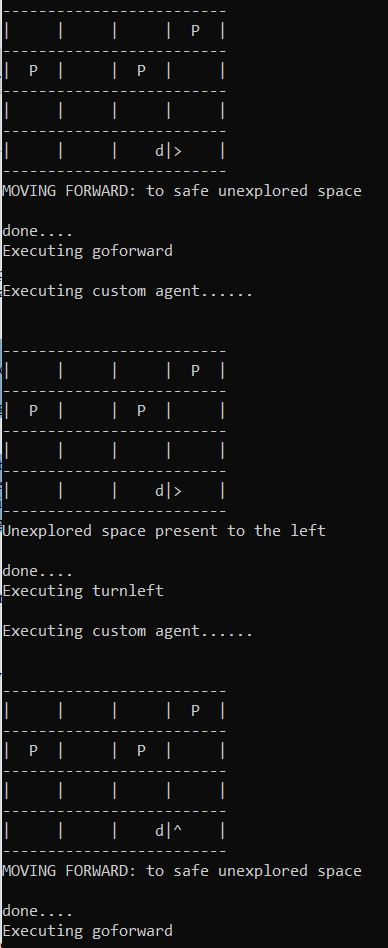 -------------------------
|     |     |     |  P  |
-------------------------
|  P  |     |  P  |     |
-------------------------
|     |     |     |     |
-------------------------
|     |     |    d|>    |
-------------------------
MOVING FORWARD: to safe unexplored space
done....
Executing goforward
Executing custom agent......
-------------------------
|     |     |     |  P  |
-------------------------
|  P  |     |  P  |     |
-------------------------
|     |     |     |     |
-------------------------
|     |     |    d|>    |
-------------------------
Unexplored space present to the left
done....
Executing turnleft
Executing custom agent......
-------------------------
|     |     |     |  P  |
-------------------------
|  P  |     |  P  |     |
-------------------------
|     |     |     |     |
-------------------------
|     |     |    d|^    |
-------------------------
MOVING FORWARD: to safe unexplored space
done....
Executing goforward